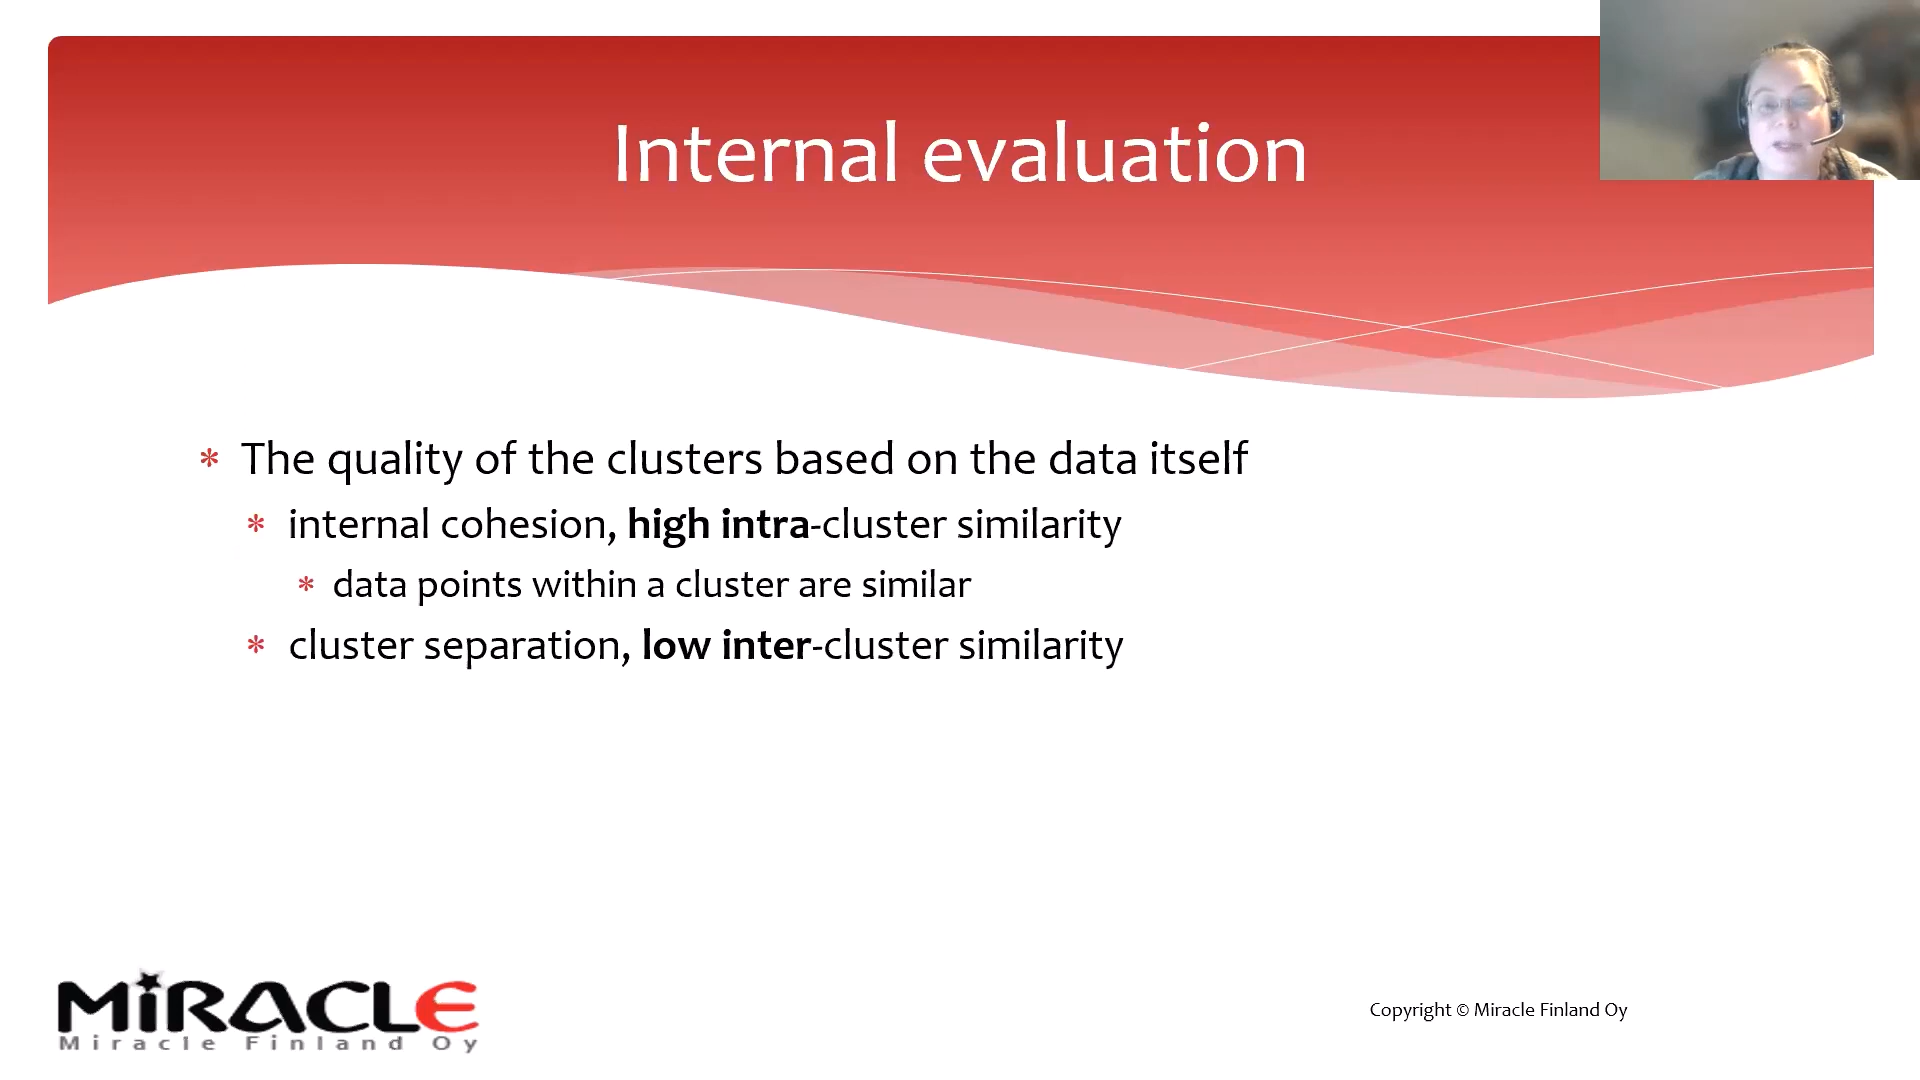 Internal evaluation
* The quality of the clusters based on the data itself
* internal cohesion, high intra-cluster similarity
* data points within a cluster are similar
* cluster separation, low inter-cluster similarity
MiRACLE
Miracle Finland Oy
Copyright © Miracle Finland Oy